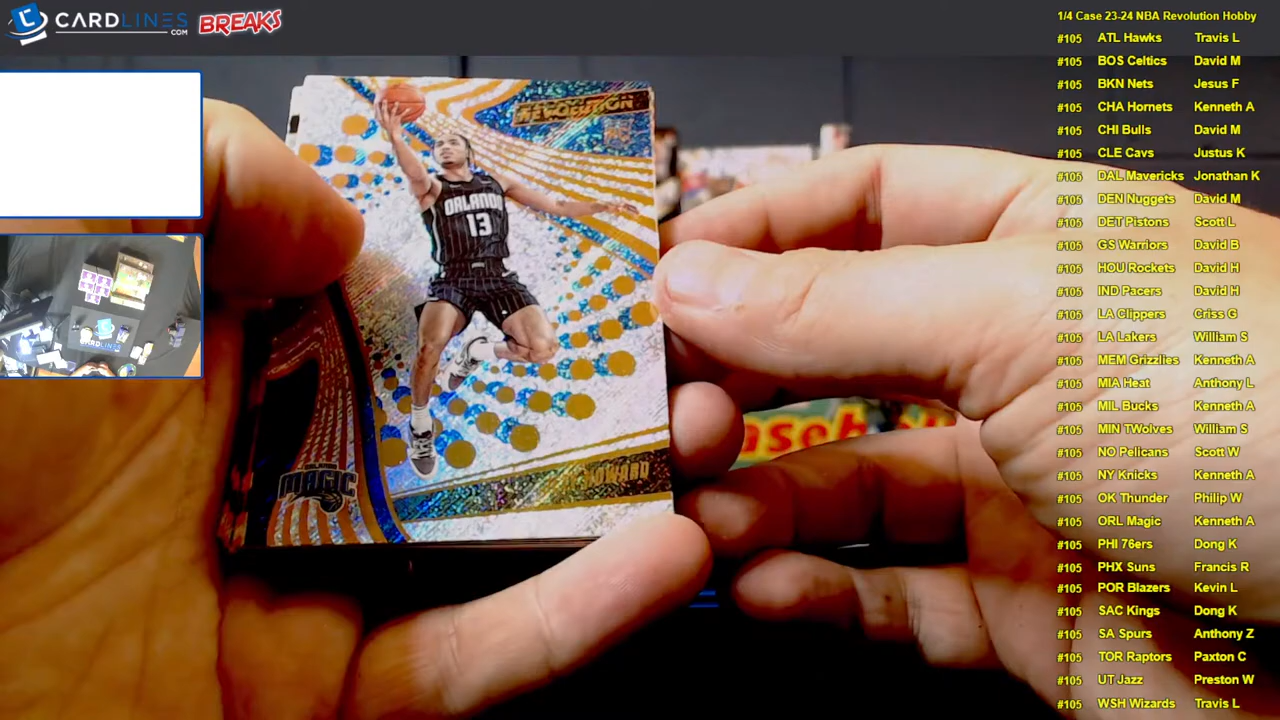 CARDLINES
.COM
BREAKS
REVOLUTION
ORLANDO
13
MAGIC
HOWARD
1/4 Case 23-24 NBA Revolution Hobby
#105 ATL Hawks Travis L
#105 BOS Celtics David M
#105 BKN Nets Jesus F
#105 CHA Hornets Kenneth A
#105 CHI Bulls David M
#105 CLE Cavs Justus K
#105 DAL Mavericks Jonathan K
#105 DEN Nuggets David M
#105 DET Pistons Scott L
#105 GS Warriors David B
#105 HOU Rockets David H
#105 IND Pacers David H
#105 LA Clippers Criss G
#105 LA Lakers William S
#105 MEM Grizzlies Kenneth A
#105 MIA Heat Anthony L
#105 MIL Bucks Kenneth A
#105 MIN TWolves William S
#105 NO Pelicans Scott W
#105 NY Knicks Kenneth A
#105 OK Thunder Philip W
#105 ORL Magic Kenneth A
#105 PHI 76ers Dong K
#105 PHX Suns Francis R
#105 POR Blazers Kevin L
#105 SAC Kings Dong K
#105 SA Spurs Anthony Z
#105 TOR Raptors Paxton C
#105 UT Jazz Preston W
#105 WSH Wizards Travis L